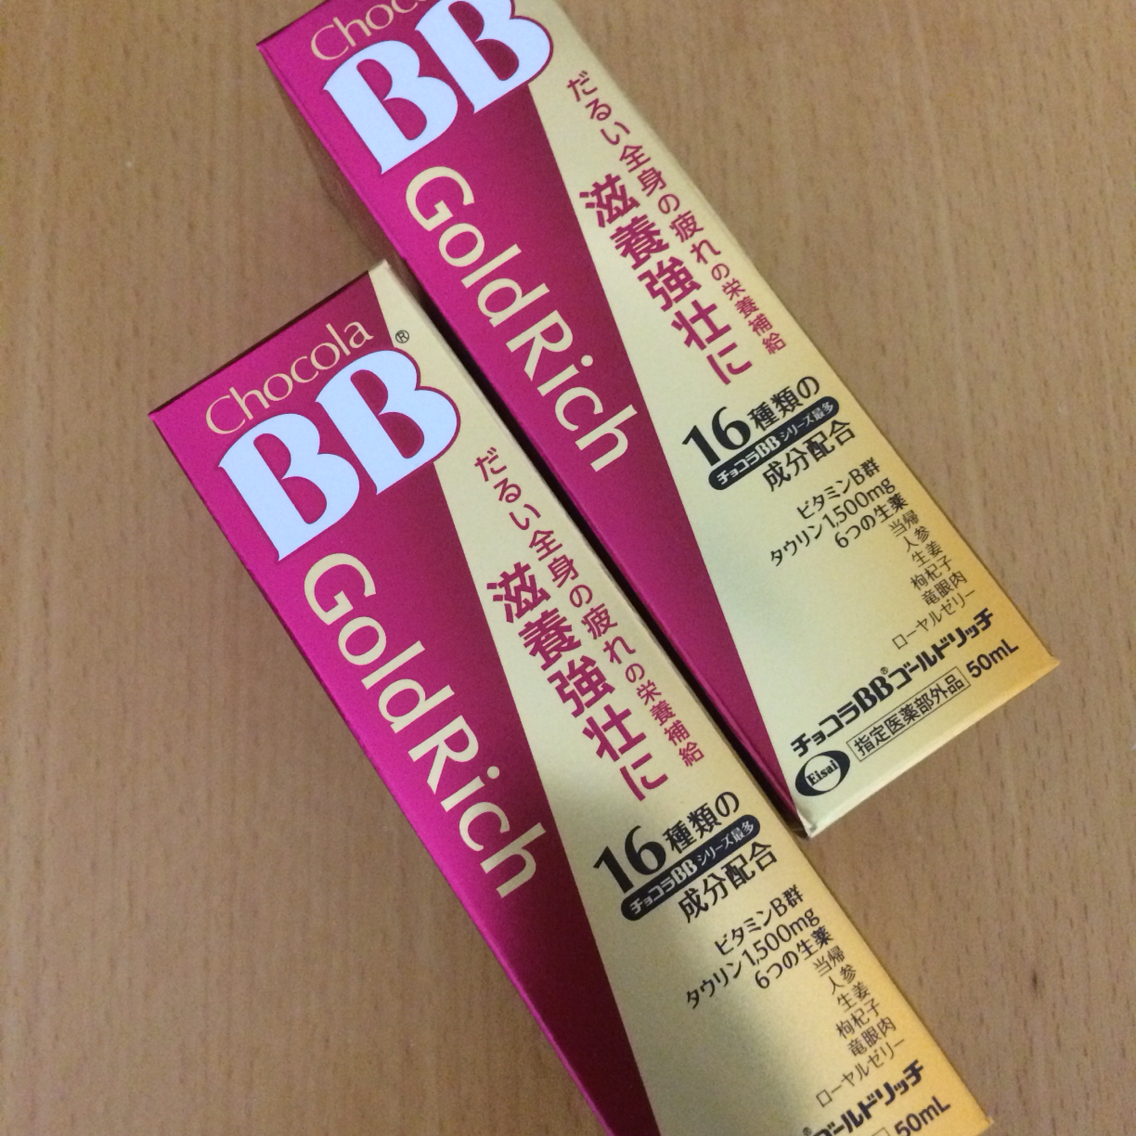 Choco
BB
Gold Rich
だるい全身の疲れの栄養補給
滋養強壮に
16種類の
チョコラBBシリーズ最多
成分配合
ビタミンB群
タウリン1,500mg
6つの生薬
当帰
人参
生姜
枸杞子
竜眼肉
ローヤルゼリー
チョコラBB®ゴールドリッチ
Eisai
指定医薬部外品 50mL
Chocola
BB®
Gold Rich
だるい全身の疲れの栄養補給
滋養強壮に
16種類の
チョコラBBシリーズ最多
成分配合
ビタミンB群
タウリン1,500mg
6つの生薬
当帰
人参
生姜
枸杞子
竜眼肉
ローヤルゼリー
®ゴールドリッチ
50mL